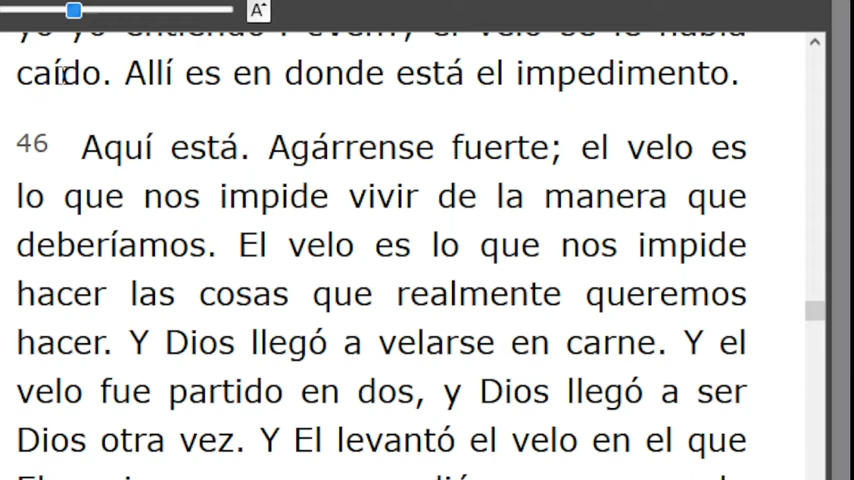 A
caído. Allí es en donde está el impedimento.
46 Aquí está. Agárrense fuerte; el velo es
lo que nos impide vivir de la manera que
deberíamos. El velo es lo que nos impide
hacer las cosas que realmente queremos
hacer. Y Dios llegó a velarse en carne. Y el
velo fue partido en dos, y Dios llegó a ser
Dios otra vez. Y El levantó el velo en el que